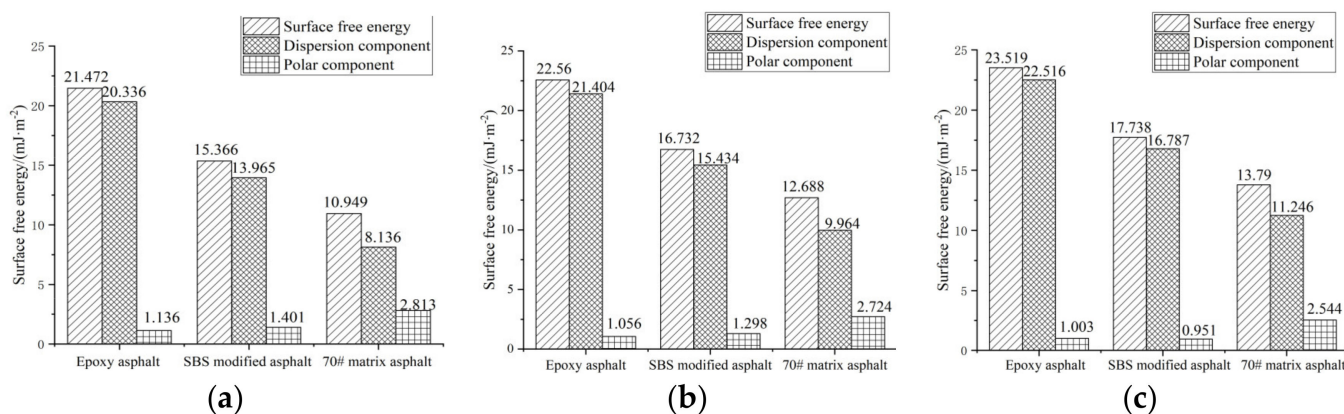 Surface free energy
Dispersion component
Polar component
25
20
15
10
5
0
Surface free energy/(mJ·m⁻²)
21.472
20.336
1.136
15.366
13.965
1.401
10.949
8.136
2.813
Epoxy asphalt
SBS modified asphalt
70# matrix asphalt
(a)
Surface free energy
Dispersion component
Polar component
25
20
15
10
5
0
Surface free energy/(mJ·m⁻²)
22.56
21.404
1.056
16.732
15.434
1.298
12.688
9.964
2.724
Epoxy asphalt
SBS modified asphalt
70# matrix asphalt
(b)
Surface free energy
Dispersion component
Polar component
25
20
15
10
5
0
Surface free energy/(mJ·m⁻²)
23.519
22.516
1.003
17.738
16.787
0.951
13.79
11.246
2.544
Epoxy asphalt
SBS modified asphalt
70# matrix asphalt
(c)